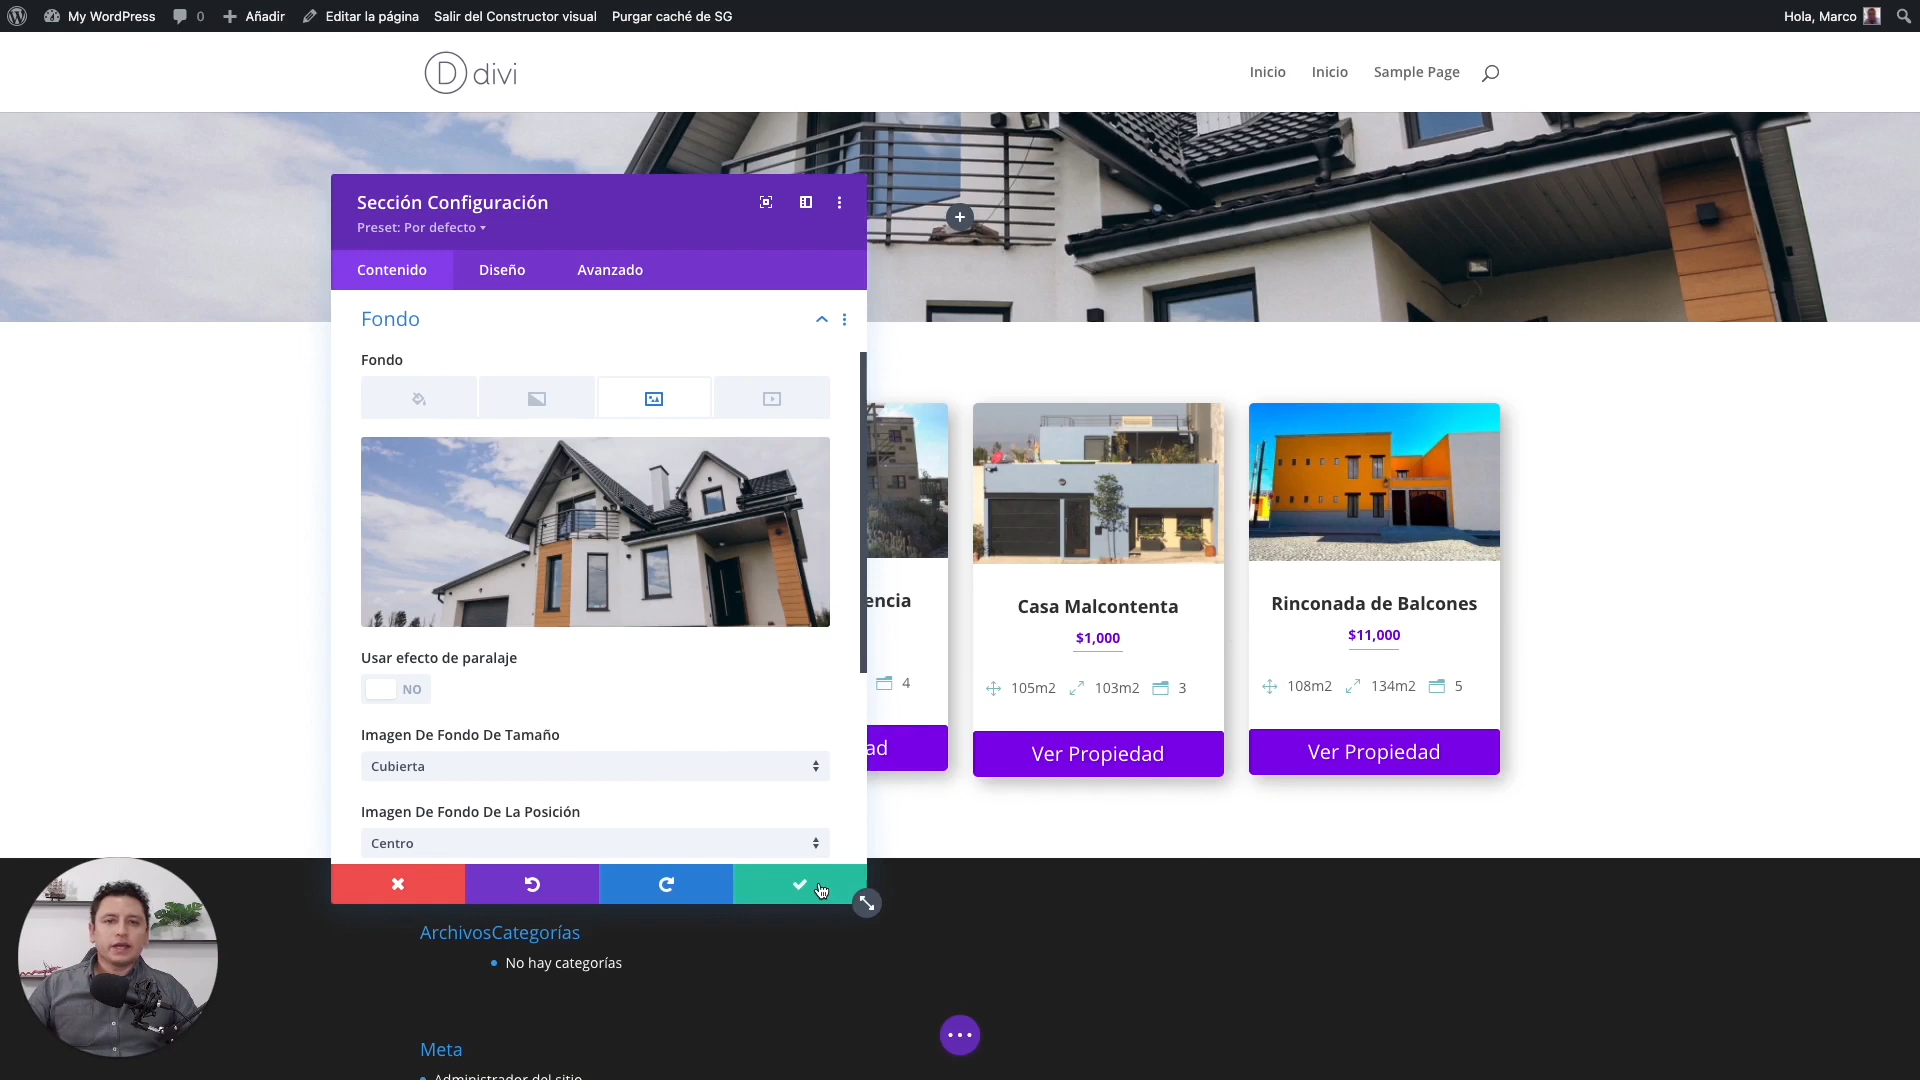 My WordPress 0 Añadir Editar la página Salir del Constructor visual Purgar caché de SG Hola, Marco
D divi
Inicio Inicio Sample Page
Sección Configuración
Preset: Por defecto
Contenido Diseño Avanzado
Fondo
Fondo
Usar efecto de paralaje
NO
Imagen De Fondo De Tamaño
Cubierta
Imagen De Fondo De La Posición
Centro
encia
4
ad
Casa Malcontenta
$1,000
105m2 103m2 3
Ver Propiedad
Rinconada de Balcones
$11,000
108m2 134m2 5
Ver Propiedad
ArchivosCategorías
No hay categorías
Meta
Administrador del sitio